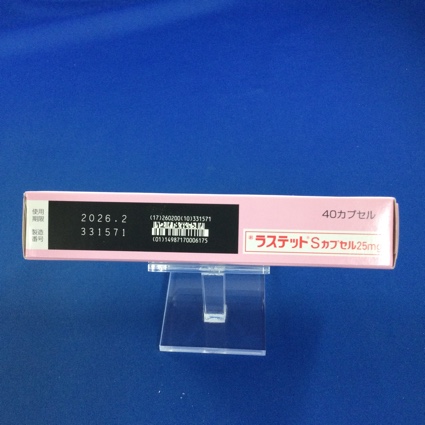 使用
期限
2026.2
製造
番号
331571
(17)260200(10)331571
(01)14987170006175
40カプセル
ラステットSカプセル25mg